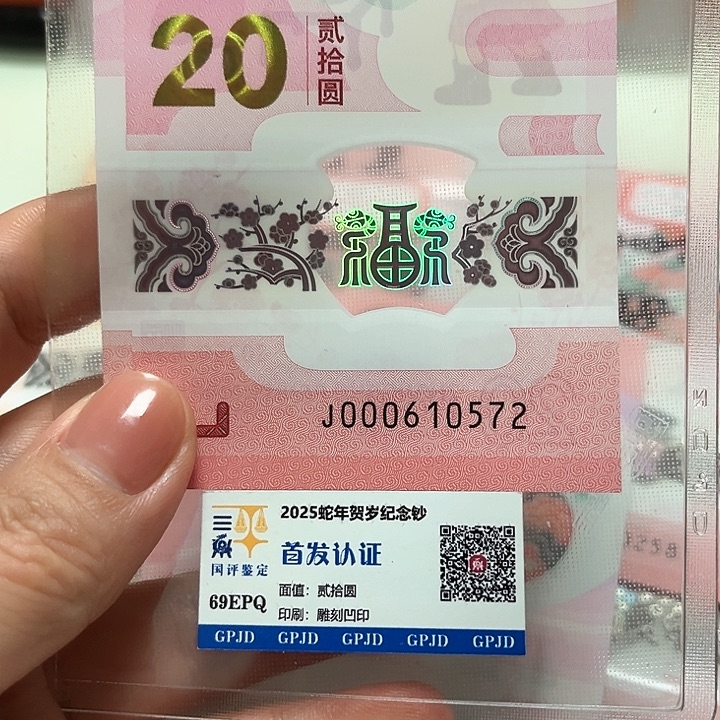 20
贰拾圆
J000610572
2025蛇年贺岁纪念钞
首发认证
国评鉴定
面值：贰拾圆
69EPQ
印刷：雕刻凹印
GPJD GPJD GPJD GPJD GPJD